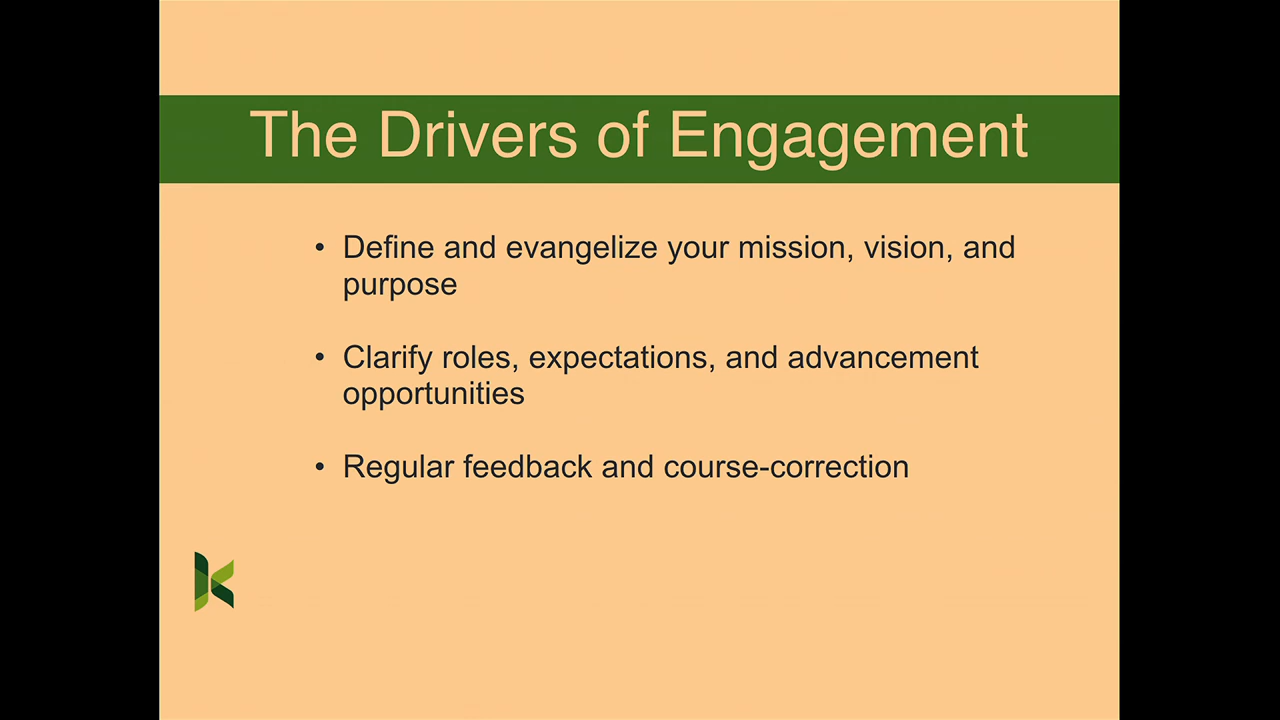 The Drivers of Engagement
• Define and evangelize your mission, vision, and
purpose
• Clarify roles, expectations, and advancement
opportunities
• Regular feedback and course-correction